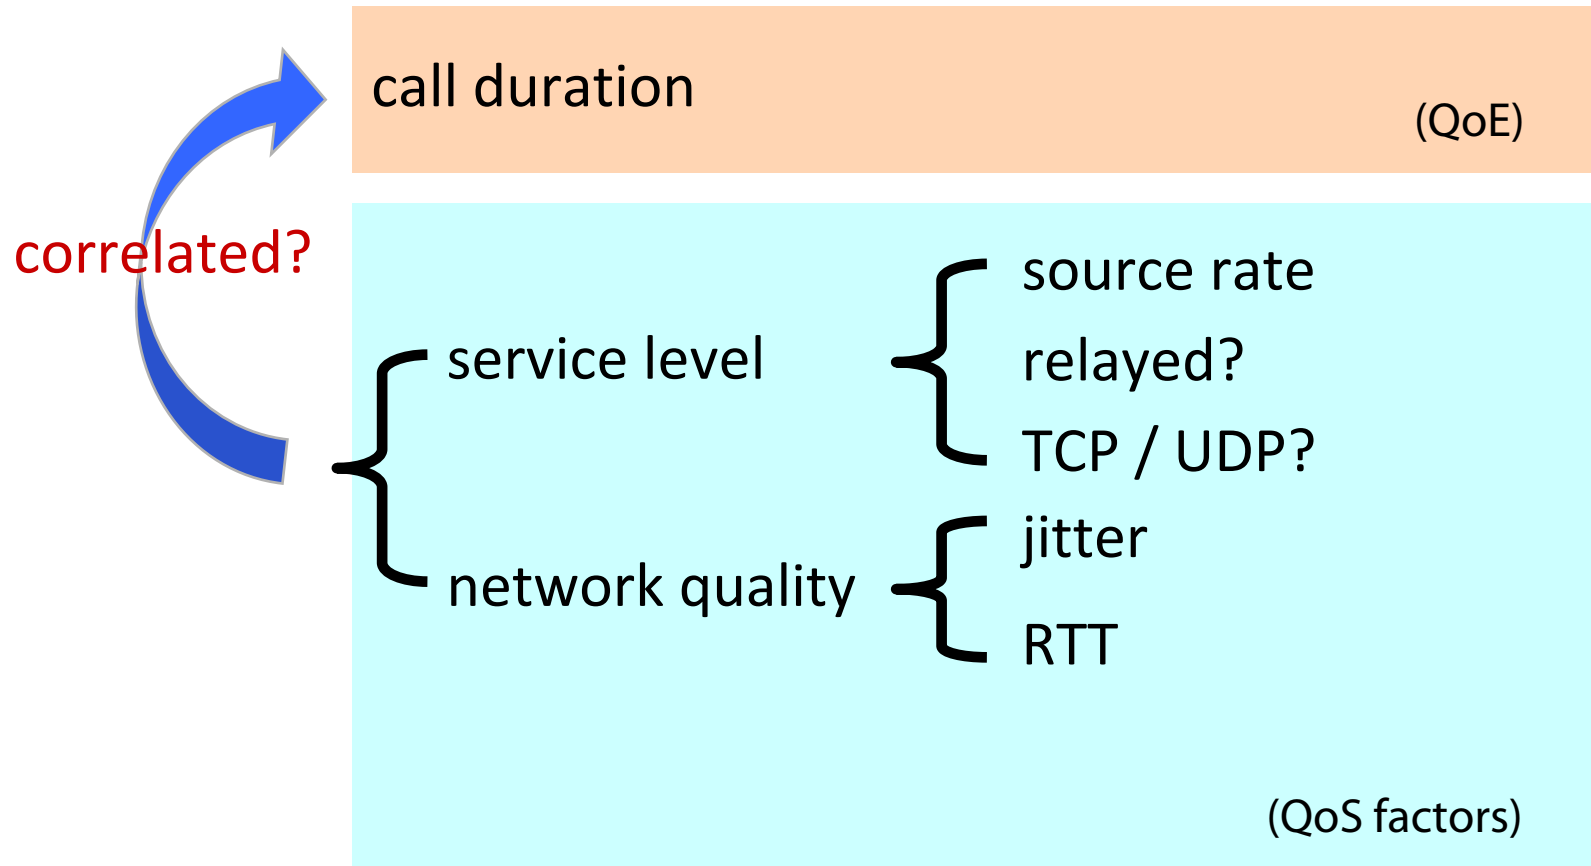 call duration
(QoE)
correlated?
source rate
service level
relayed?
TCP / UDP?
jitter
network quality
RTT
(QoS factors)